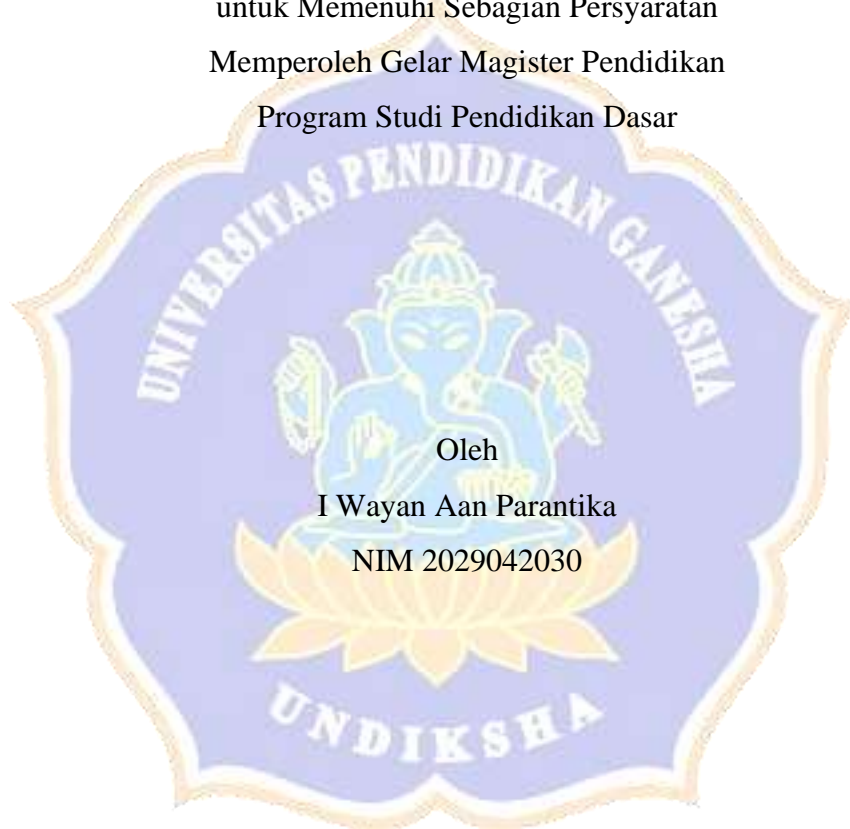 untuk Memenuhi Sebagian Persyaratan
Memperoleh Gelar Magister Pendidikan
Program Studi Pendidikan Dasar
UNIVERSITAS PENDIDIKAN GANESHA
Oleh
I Wayan Aan Parantika
NIM 2029042030
UNDIKSHA